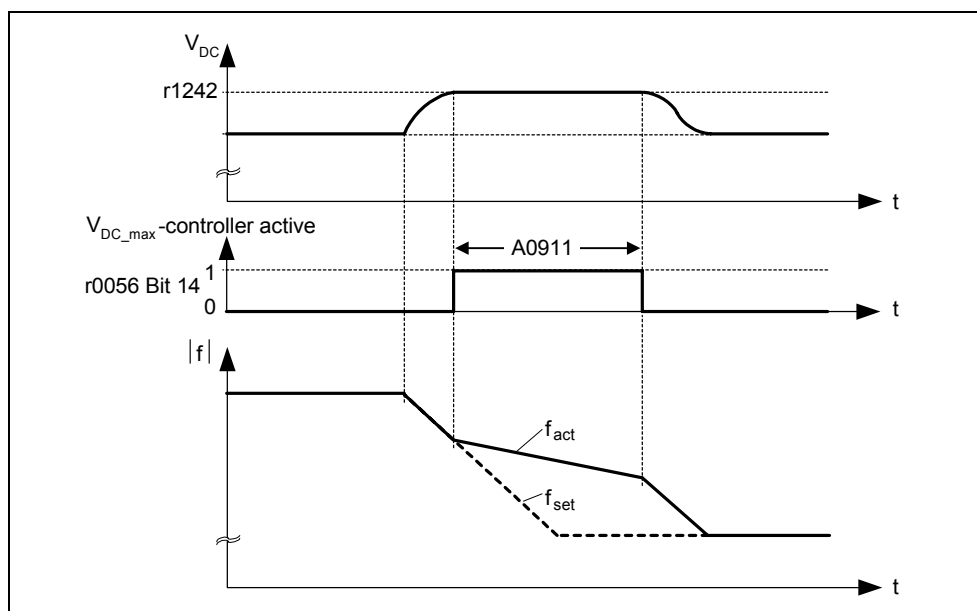 V_DC
r1242
t
V_DC_max-controller active
A0911
1
r0056 Bit 14
0
t
|f|
f_act
f_set
t